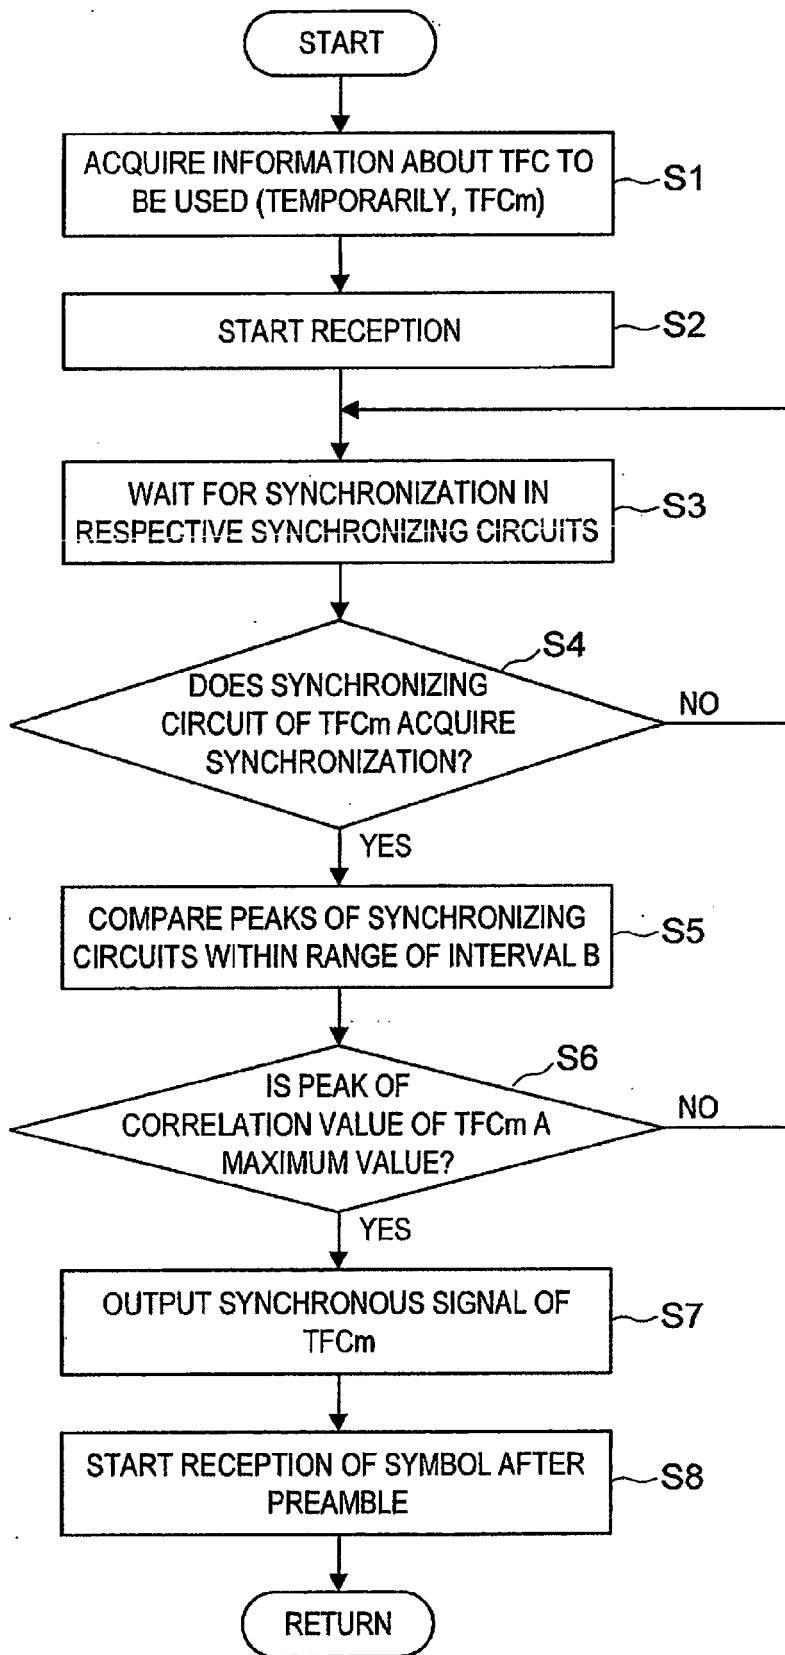 START
ACQUIRE INFORMATION ABOUT TFC TO
BE USED (TEMPORARILY, TFCm)
S1
START RECEPTION
S2
WAIT FOR SYNCHRONIZATION IN
RESPECTIVE SYNCHRONIZING CIRCUITS
S3
S4
DOES SYNCHRONIZING
CIRCUIT OF TFCm ACQUIRE
SYNCHRONIZATION?
NO
YES
COMPARE PEAKS OF SYNCHRONIZING
CIRCUITS WITHIN RANGE OF INTERVAL B
S5
S6
IS PEAK OF
CORRELATION VALUE OF TFCm A
MAXIMUM VALUE?
NO
YES
OUTPUT SYNCHRONOUS SIGNAL OF
TFCm
S7
START RECEPTION OF SYMBOL AFTER
PREAMBLE
S8
RETURN